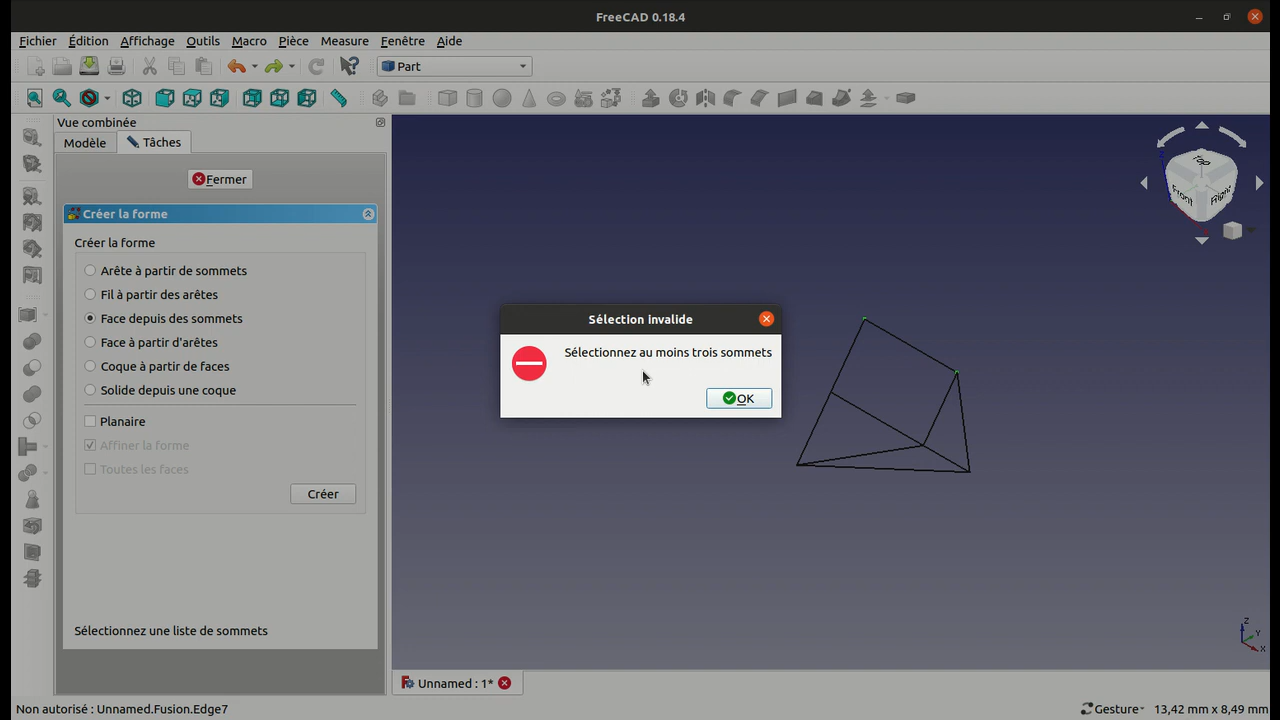 FreeCAD 0.18.4
Fichier Édition Affichage Outils Macro Pièce Measure Fenêtre Aide
Part
Vue combinée
Modèle Tâches
Fermer
Créer la forme
Créer la forme
Arête à partir de sommets
Fil à partir des arêtes
Face depuis des sommets
Face à partir d'arêtes
Coque à partir de faces
Solide depuis une coque
Planaire
Affiner la forme
Toutes les faces
Créer
Sélectionnez une liste de sommets
Sélection invalide
Sélectionnez au moins trois sommets
OK
Top
Front
Right
Z
Y
X
Unnamed : 1*
Non autorisé : Unnamed.Fusion.Edge7
Gesture 13,42 mm x 8,49 mm